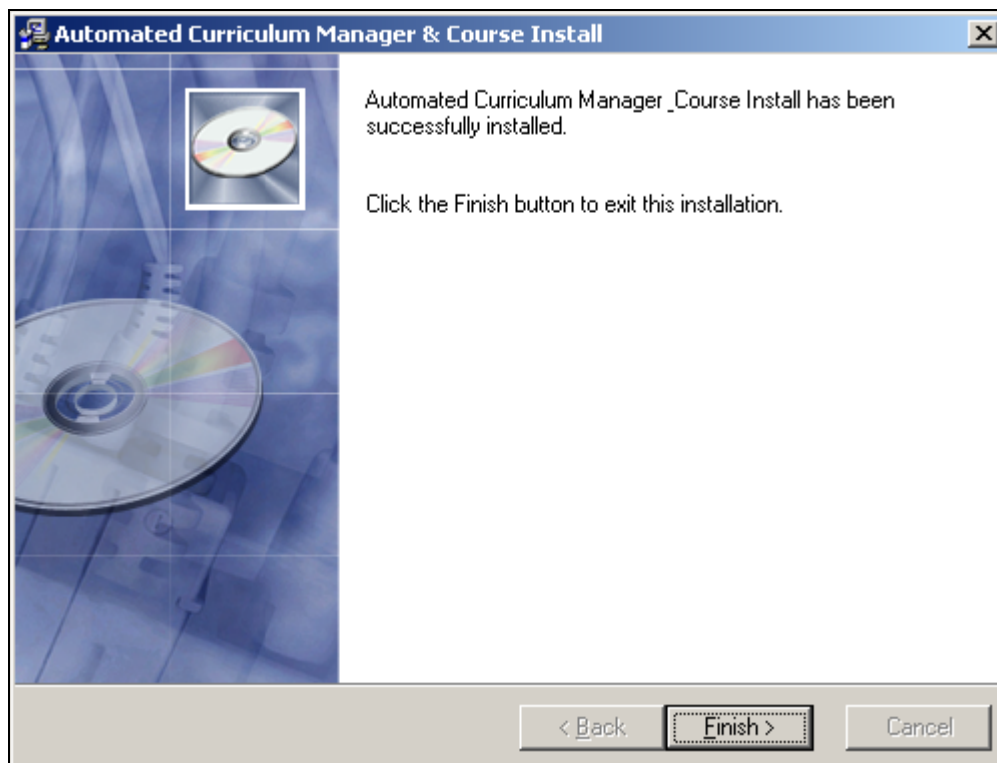 Automated Curriculum Manager & Course Install
Automated Curriculum Manager _Course Install has been
successfully installed.
Click the Finish button to exit this installation.
< Back
Finish >
Cancel